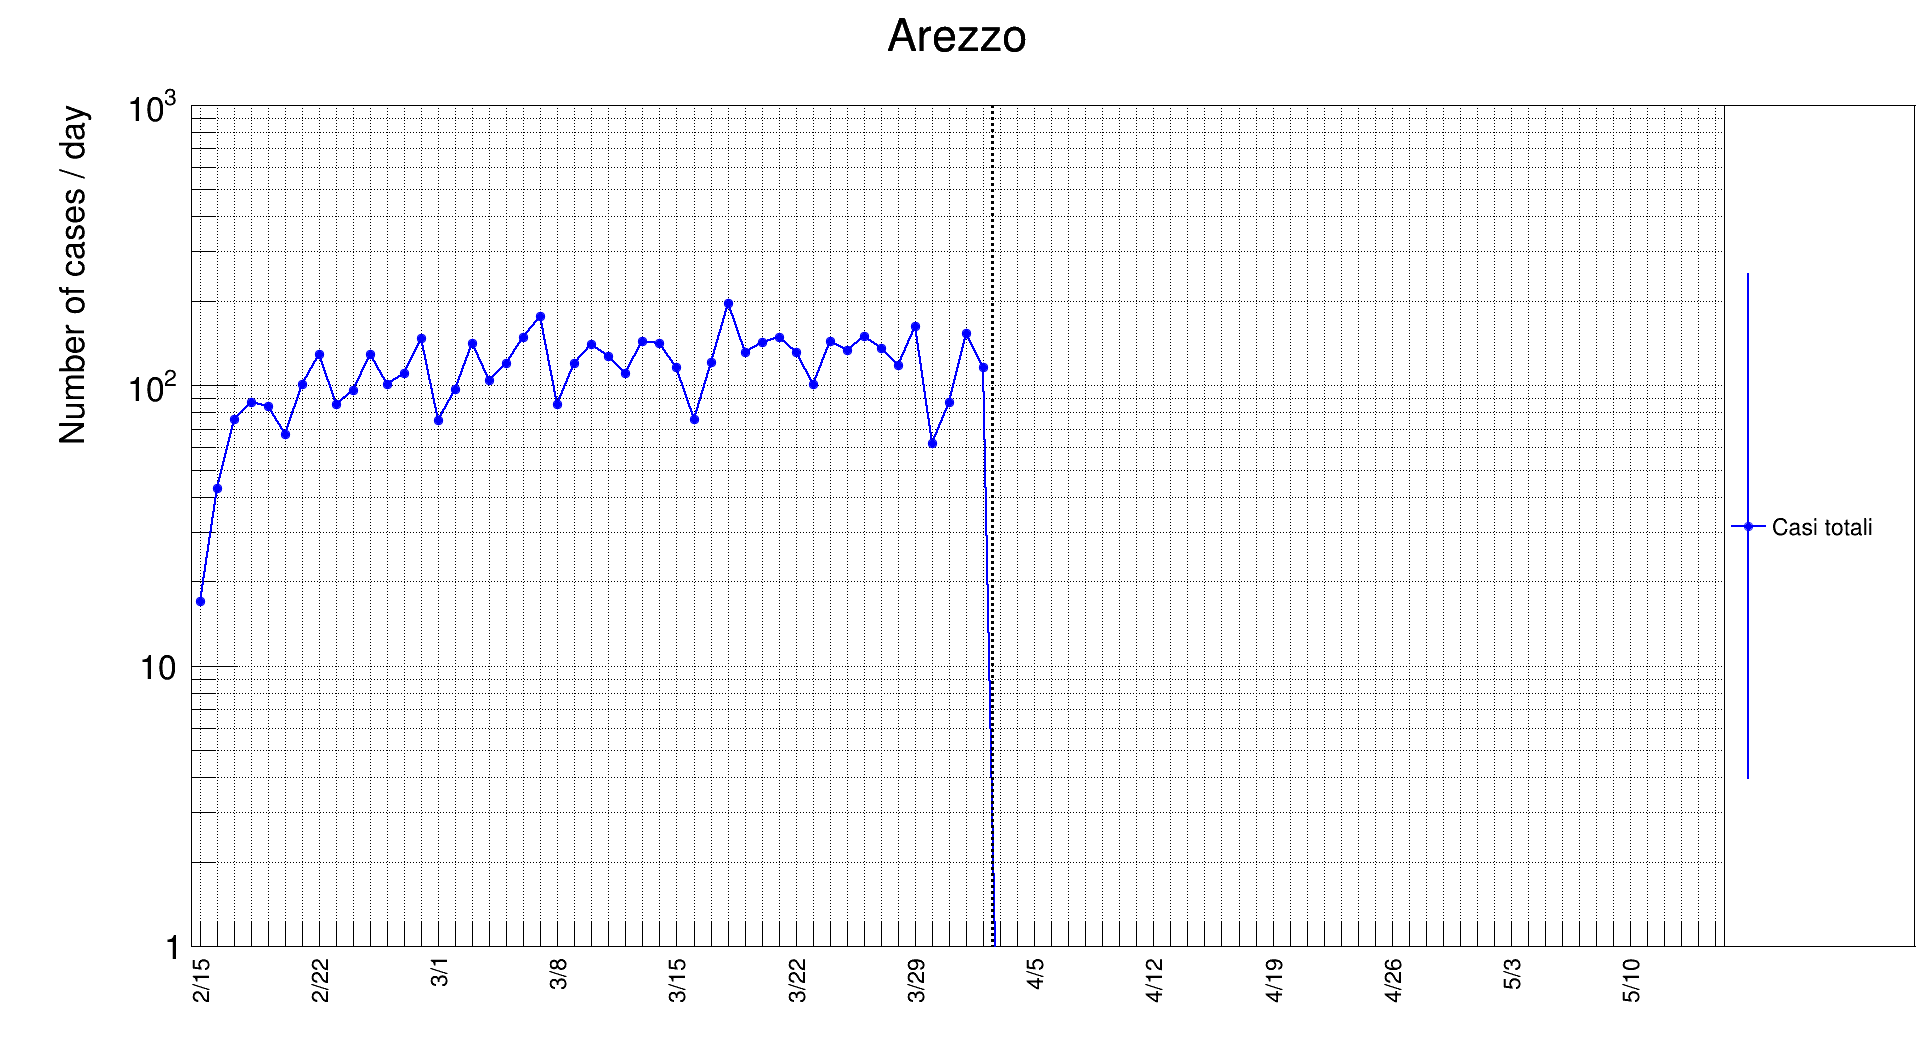 Arezzo
Number of cases / day
10³
10²
10
1
2/15 2/22 3/1 3/8 3/15 3/22 3/29 4/5 4/12 4/19 4/26 5/3 5/10
Casi totali